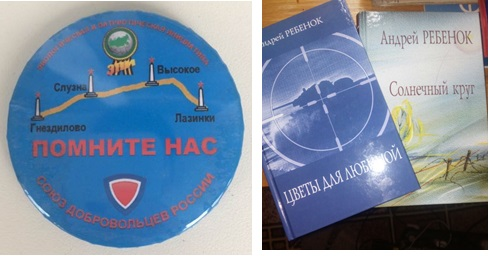 Слузна
Высокое
Гнездилово
Лазинки
ПОМНИТЕ НАС
СОЮЗ ДОБРОВОЛЬЦЕВ РОССИИ
Андрей РЕБЕНОК
ЦВЕТЫ ДЛЯ ЛЮБИМОЙ
Андрей РЕБЕНОК
Солнечный круг